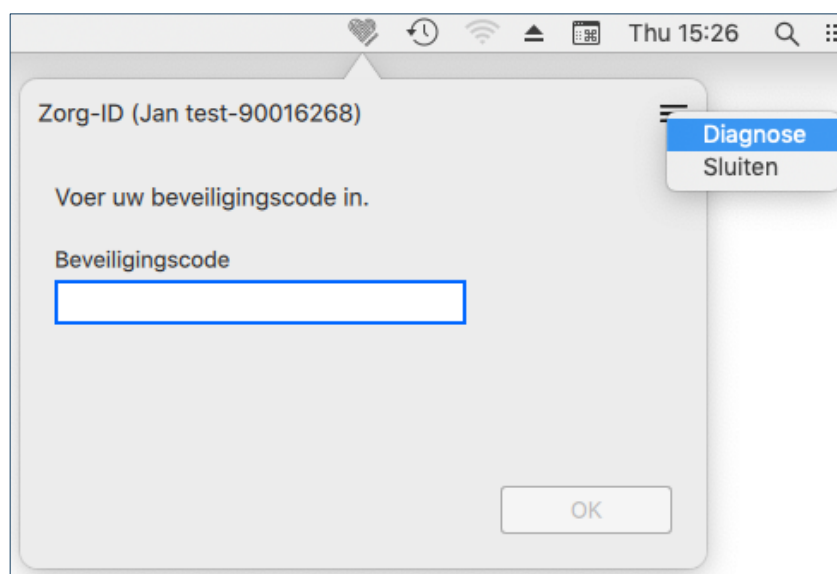 Thu 15:26
Zorg-ID (Jan test-90016268)
Diagnose
Sluiten
Voer uw beveiligingscode in.
Beveiligingscode
OK